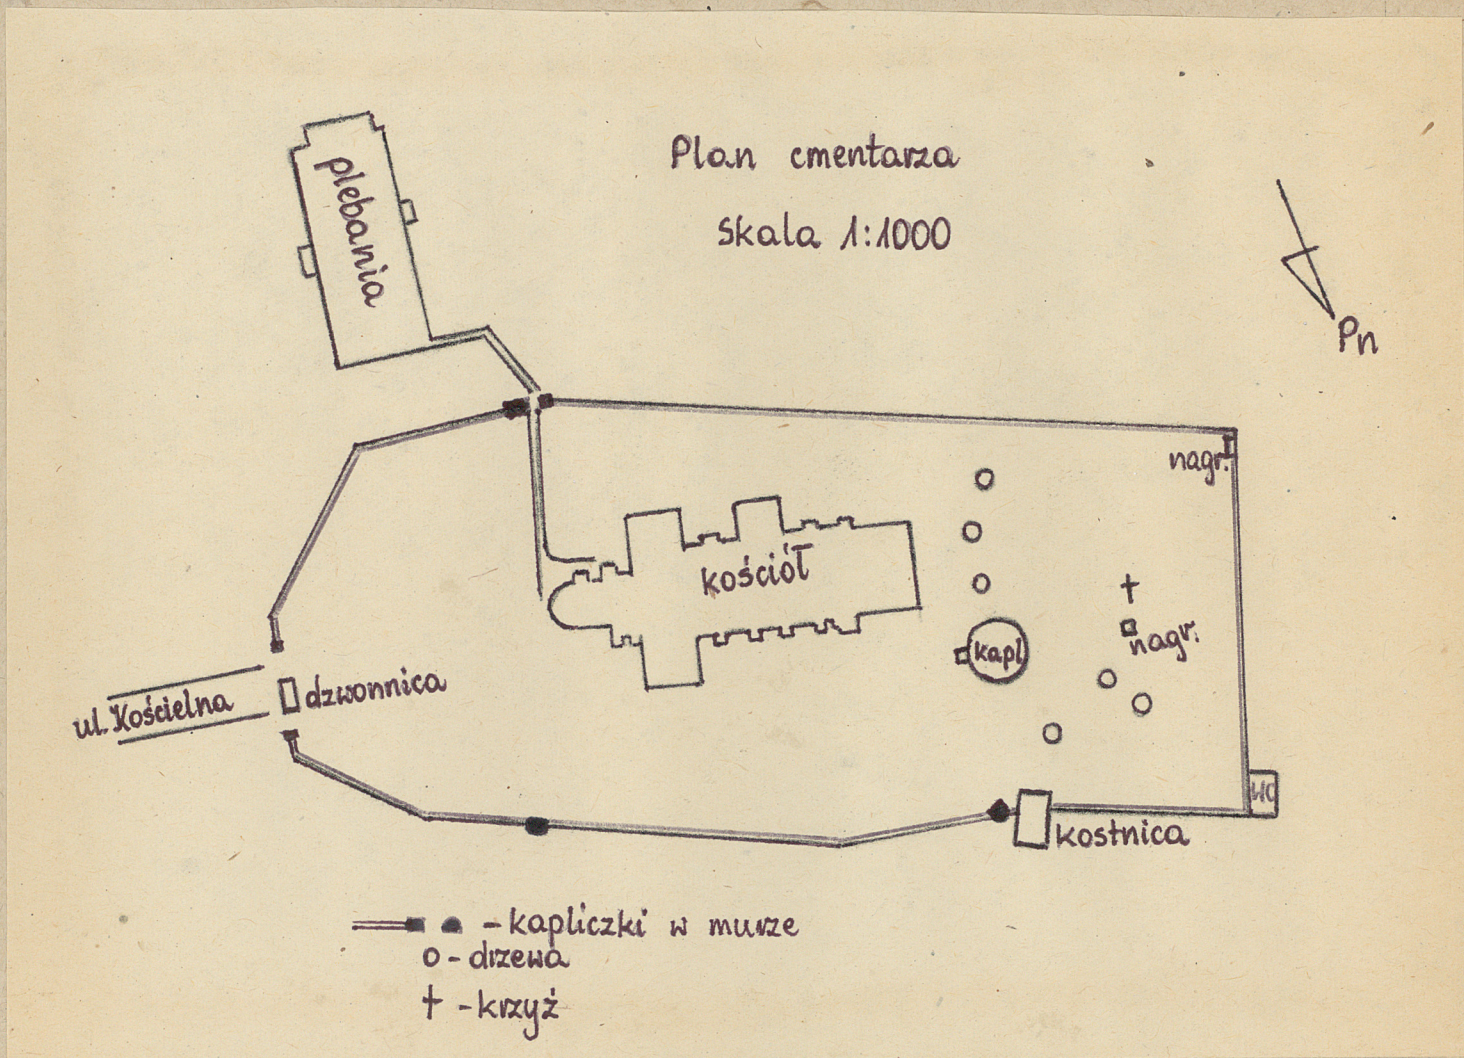 Plan cmentarza
Skala 1:1000
plebania
Pn
nagr.
kościół
kapl
nagr.
ul. Kościelna
dzwonnica
WC
kostnica
- kapliczki w murze
- drzewa
- krzyż